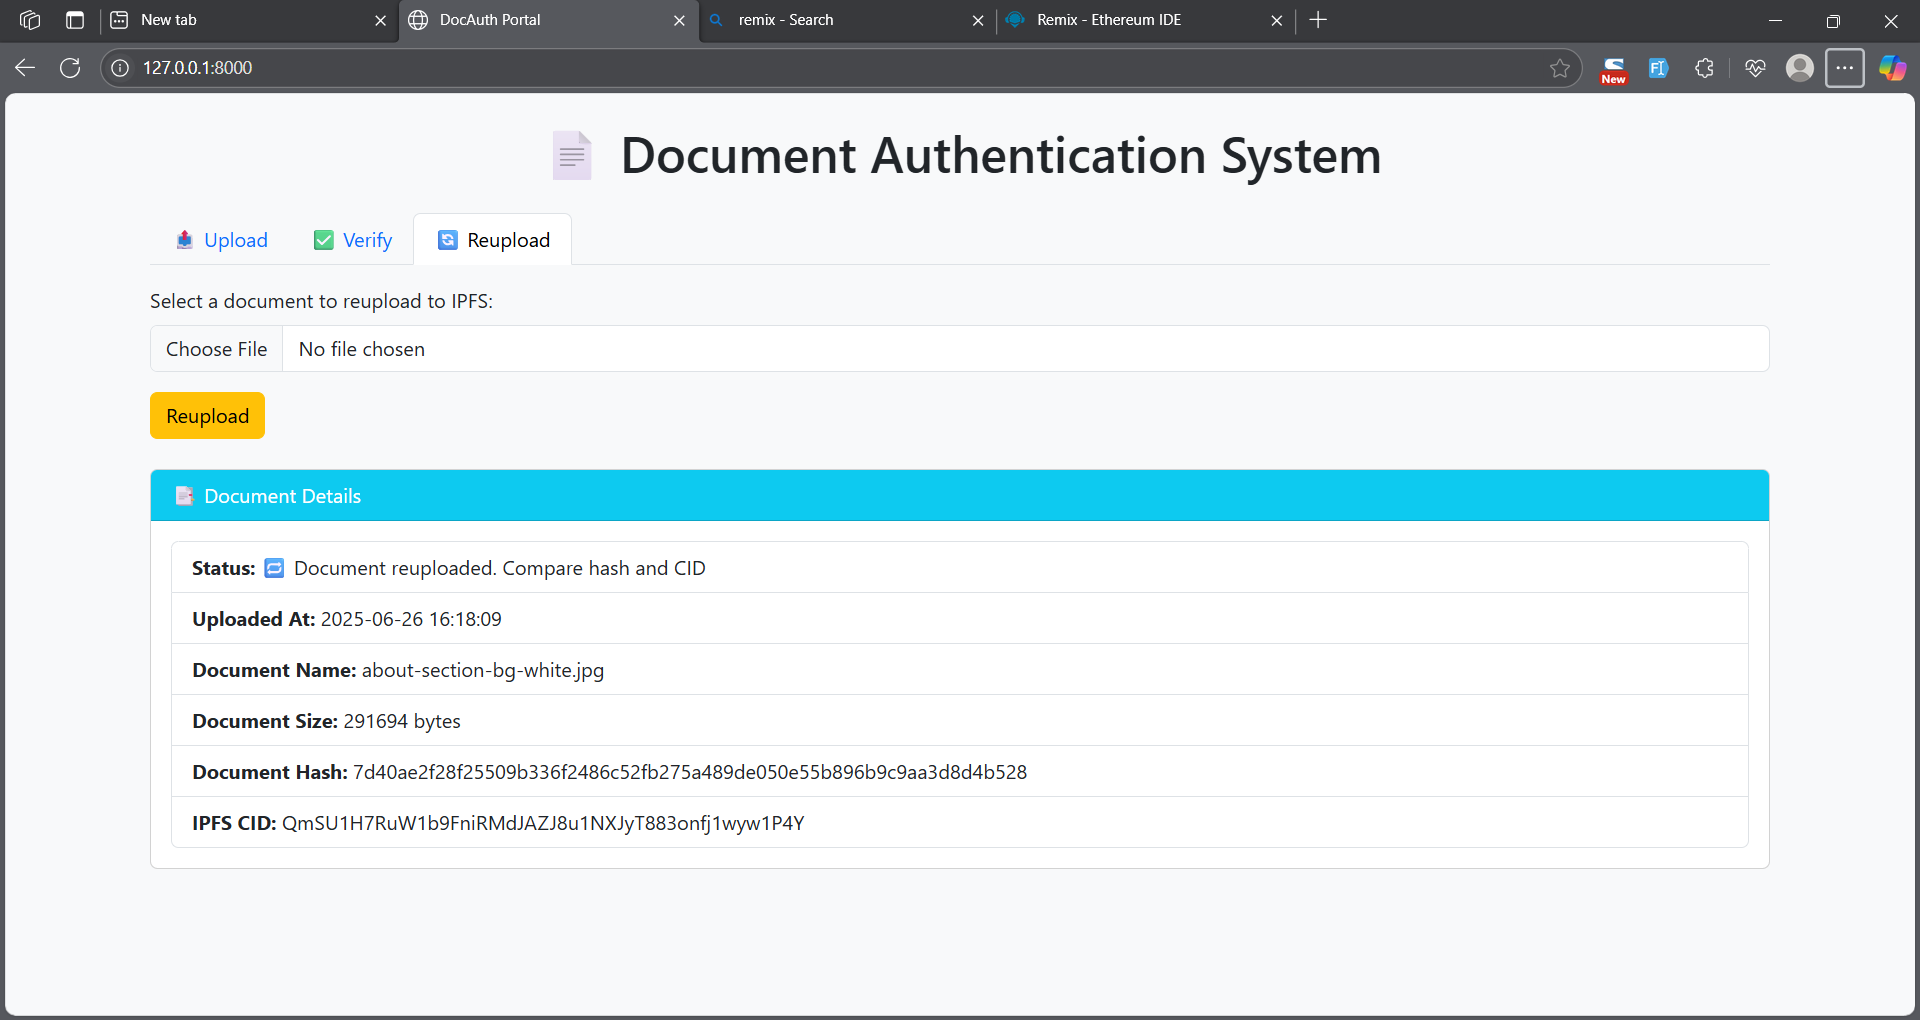 New tab
DocAuth Portal
remix - Search
Remix - Ethereum IDE
127.0.0.1:8000
New
Document Authentication System
Upload
Verify
Reupload
Select a document to reupload to IPFS:
Choose File
No file chosen
Reupload
Document Details
Status: Document reuploaded. Compare hash and CID
Uploaded At: 2025-06-26 16:18:09
Document Name: about-section-bg-white.jpg
Document Size: 291694 bytes
Document Hash: 7d40ae2f28f25509b336f2486c52fb275a489de050e55b896b9c9aa3d8d4b528
IPFS CID: QmSU1H7RuW1b9FniRMdJAZJ8u1NXJyT883onfj1wyw1P4Y